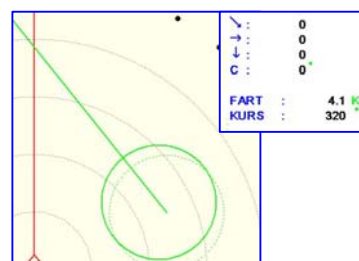 ↘ : 0
→ : 0
↓ : 0
C : 0°
FART : 4.1 K
KURS : 320°